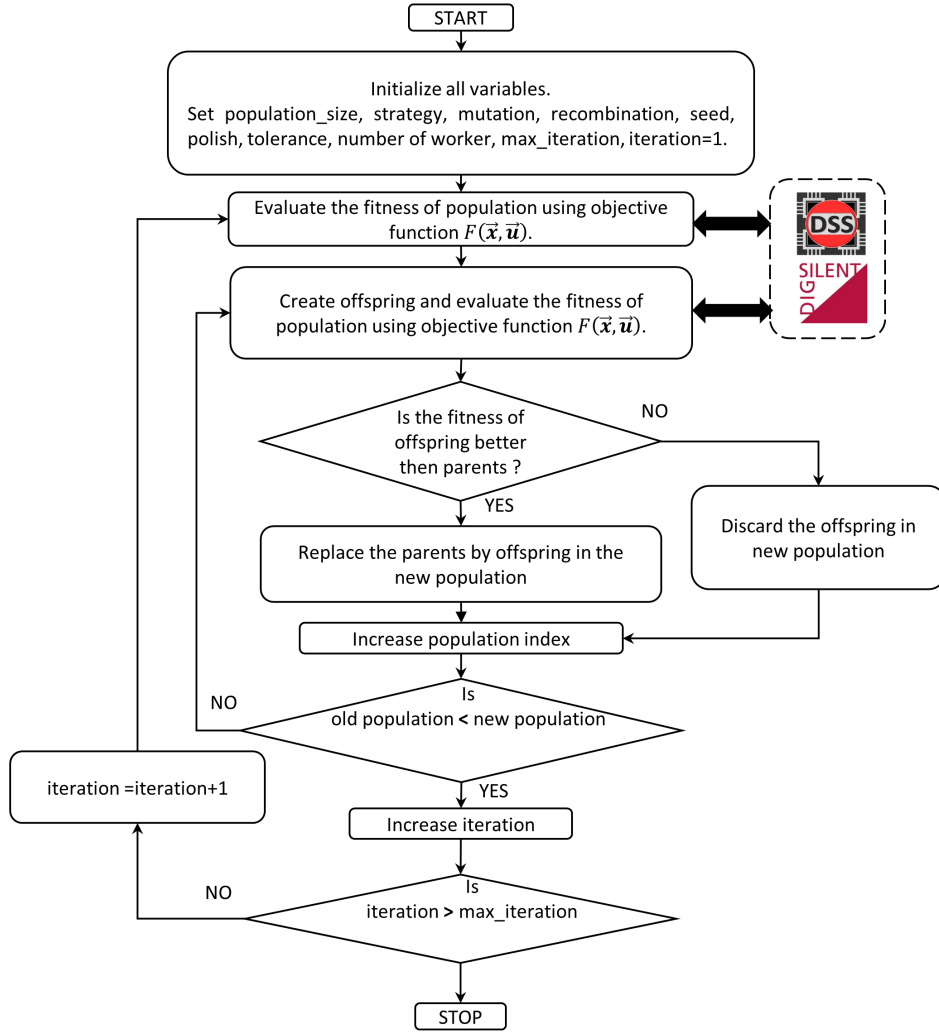 START
Initialize all variables.
Set population_size, strategy, mutation, recombination, seed,
polish, tolerance, number of worker, max_iteration, iteration=1.
Evaluate the fitness of population using objective
function F(x⃗, u⃗).
DSS
DIG
SILENT
Create offspring and evaluate the fitness of
population using objective function F(x⃗, u⃗).
Is the fitness of
offspring better
then parents ?
NO
YES
Discard the offspring in
new population
Replace the parents by offspring in the
new population
Increase population index
Is
old population < new population
NO
YES
iteration =iteration+1
Increase iteration
Is
iteration > max_iteration
NO
STOP